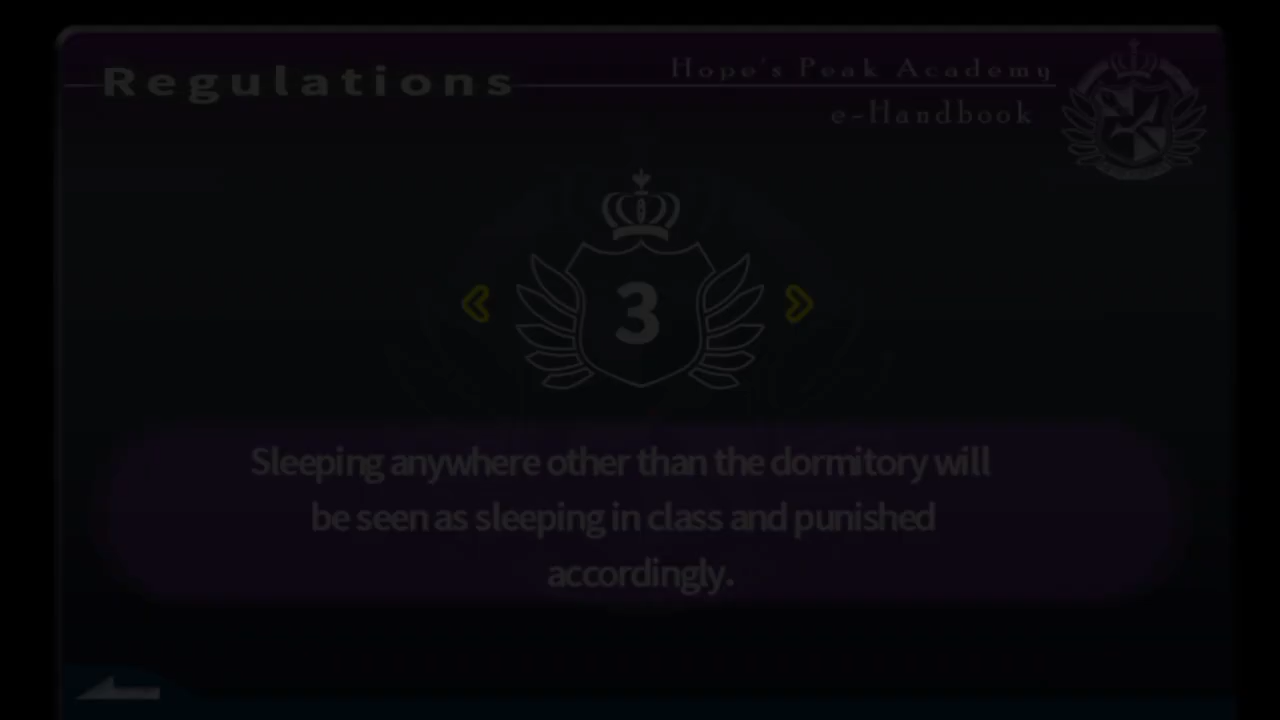 Regulations
Hope's Peak Academy
e-Handbook
3
Sleeping anywhere other than the dormitory will
be seen as sleeping in class and punished
accordingly.